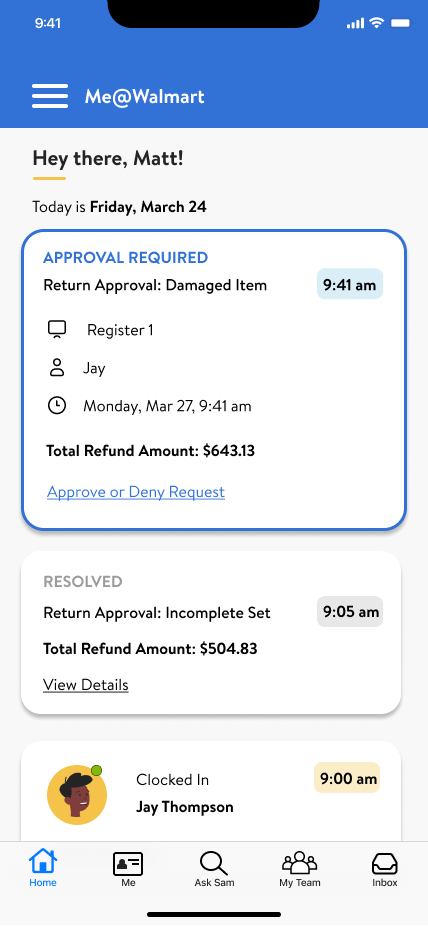 9:41
Me@Walmart
Hey there, Matt!
Today is Friday, March 24
APPROVAL REQUIRED
Return Approval: Damaged Item 9:41 am
Register 1
Jay
Monday, Mar 27, 9:41 am
Total Refund Amount: $643.13
Approve or Deny Request
RESOLVED
Return Approval: Incomplete Set 9:05 am
Total Refund Amount: $504.83
View Details
Clocked In 9:00 am
Jay Thompson
Home Me Ask Sam My Team Inbox